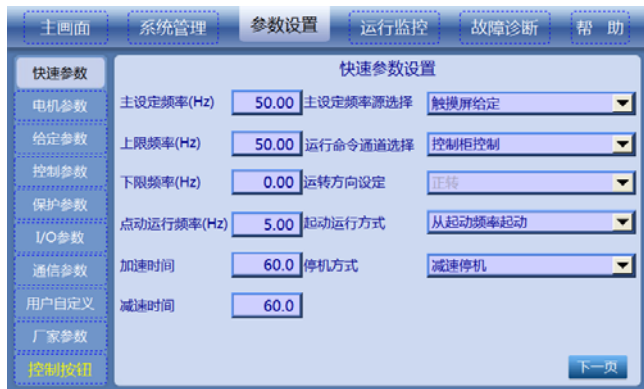 主画面 系统管理 参数设置 运行监控 故障诊断 帮 助
快速参数
电机参数
给定参数
控制参数
保护参数
I/O参数
通信参数
用户自定义
厂家参数
控制按钮
快速参数设置
主设定频率(Hz) 50.00 主设定频率源选择 触摸屏给定
上限频率(Hz) 50.00 运行命令通道选择 控制柜控制
下限频率(Hz) 0.00 运转方向设定 正转
点动运行频率(Hz) 5.00 起动运行方式 从起动频率起动
加速时间 60.0 停机方式 减速停机
减速时间 60.0
下一页